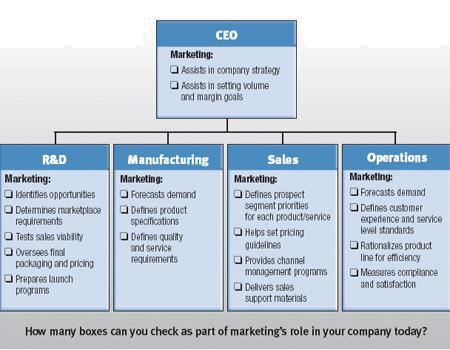 CEO
Marketing:
❑ Assists in company strategy
❑ Assists in setting volume
and margin goals
R&D
Marketing:
❑ Identifies opportunities
❑ Determines marketplace
requirements
❑ Tests sales viability
❑ Oversees final
packaging and pricing
❑ Prepares launch
programs
Manufacturing
Marketing:
❑ Forecasts demand
❑ Defines product
specifications
❑ Defines quality
and service
requirements
Sales
Marketing:
❑ Defines prospect
segment priorities
for each product/service
❑ Helps set pricing
guidelines
❑ Provides channel
management programs
❑ Delivers sales
support materials
Operations
Marketing:
❑ Forecasts demand
❑ Defines customer
experience and service
level standards
❑ Rationalizes product
line for efficiency
❑ Measures compliance
and satisfaction
How many boxes can you check as part of marketing's role in your company today?